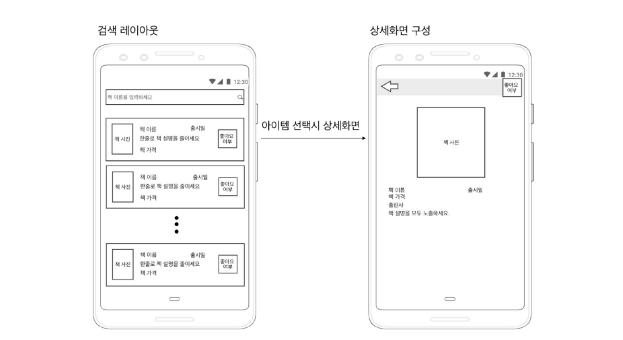 검색 레이아웃
상세화면 구성
12:30
책 이름을 입력하세요
책 사진
책 이름
출시일
한줄로 책 설명을 줄이세요
책 가격
좋아요
여부
책 사진
책 이름
출시일
한줄로 책 설명을 줄이세요
책 가격
좋아요
여부
책 사진
책 이름
출시일
한줄로 책 설명을 줄이세요
책 가격
좋아요
여부
아이템 선택시 상세화면
12:30
좋아요
여부
책 사진
책 이름
출시일
책 가격
출판사
책 설명을 모두 노출하세요.